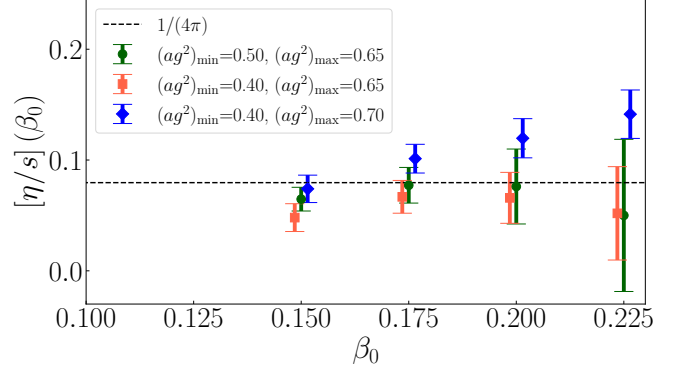 1/(4π)
(ag²)min=0.50, (ag²)max=0.65
(ag²)min=0.40, (ag²)max=0.65
(ag²)min=0.40, (ag²)max=0.70
[η/s] (β₀)
0.2
0.1
0.0
0.100 0.125 0.150 0.175 0.200 0.225
β₀